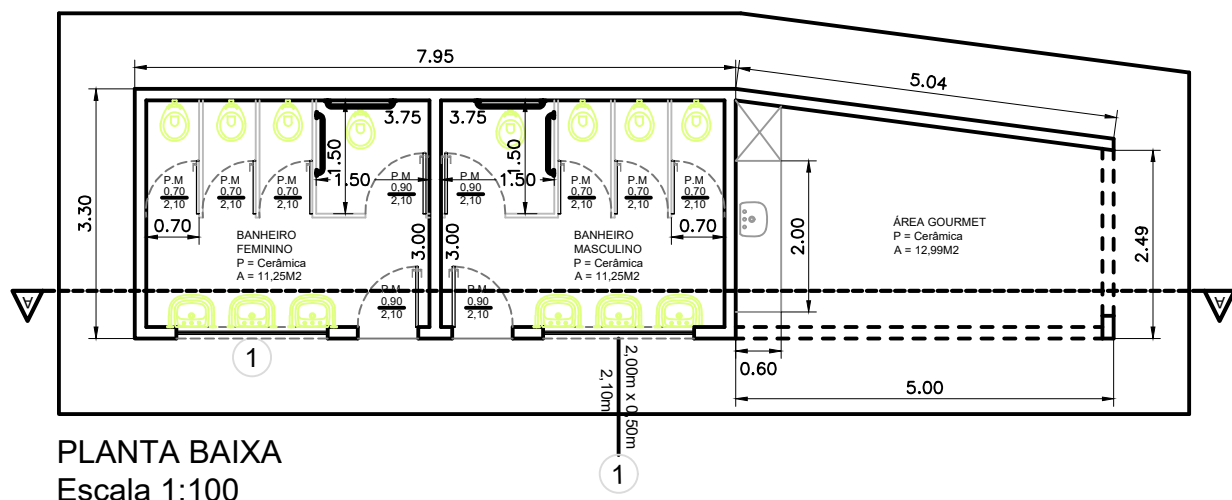 7.95
5.04
3.75
3.75
1.50
1.50
1.50
1.50
P.M
0,70
2,10
P.M
0,70
2,10
P.M
0,70
2,10
P.M
0,90
2,10
P.M
0,90
2,10
P.M
0,70
2,10
P.M
0,70
2,10
P.M
0,70
2,10
0.70
0.70
3.30
BANHEIRO
FEMININO
P = Cerâmica
A = 11,25M2
3.00
3.00
BANHEIRO
MASCULINO
P = Cerâmica
A = 11,25M2
2.00
ÁREA GOURMET
P = Cerâmica
A = 12,99M2
2.49
A
A
P.M
0,90
2,10
P.M
0,90
2,10
1
2,00m x 0,50m
2,10m
0.60
5.00
1
PLANTA BAIXA
Escala 1:100